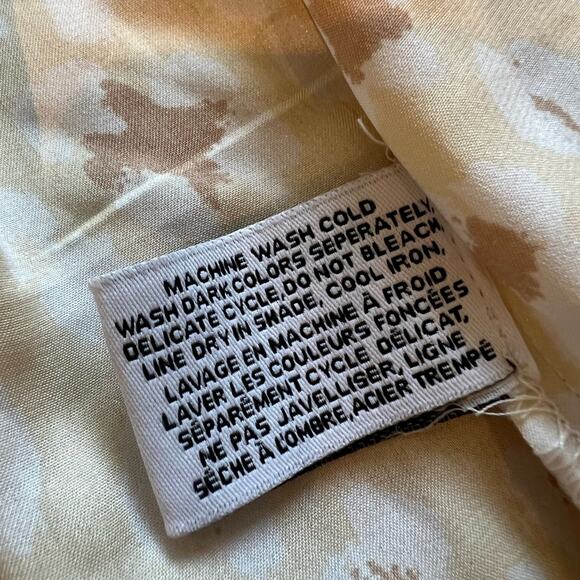 MACHINE WASH COLD
WASH DARK COLORS SEPERATELY,
DELICATE CYCLE, DO NOT BLEACH,
LINE DRY IN SHADE, COOL IRON,
LAVAGE EN MACHINE À FROID
LAVER LES COULEURS FONCÉES
SÉPARÉMENT CYCLE DÉLICAT,
NE PAS JAVELLISER, LIGNE
SÈCHE À L'OMBRE, ACIER TREMPÉ